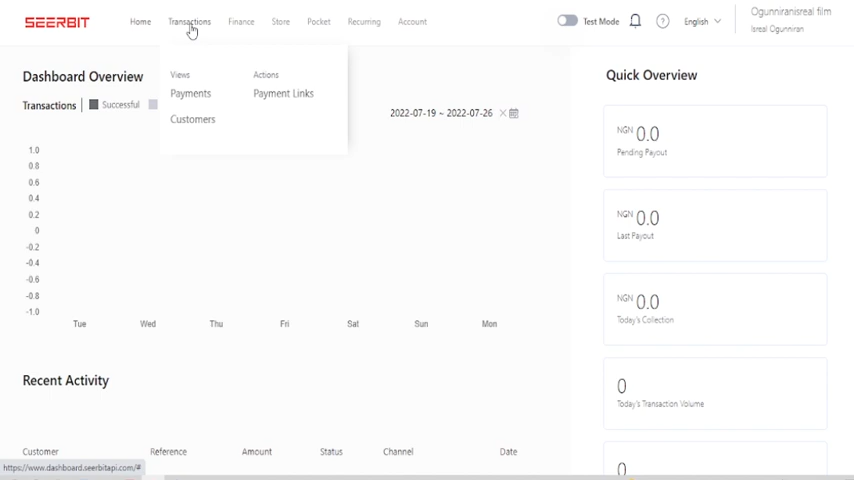 SEERBIT
Home Transactions Finance Store Pocket Recurring Account
Test Mode ? English
Ogunniranisreal film
Isreal Ogunniran
Views Actions
Payments Payment Links
Customers
Dashboard Overview
Transactions Successful
2022-07-19 ~ 2022-07-26
1.0
0.8
0.6
0.4
0.2
0
-0.2
-0.4
-0.6
-0.8
-1.0
Tue Wed Thu Fri Sat Sun Mon
Quick Overview
NGN 0.0
Pending Payout
NGN 0.0
Last Payout
NGN 0.0
Today's Collection
0
Today's Transaction Volume
0
Recent Activity
Customer Reference Amount Status Channel Date
https://www.dashboard.seerbitapi.com/#